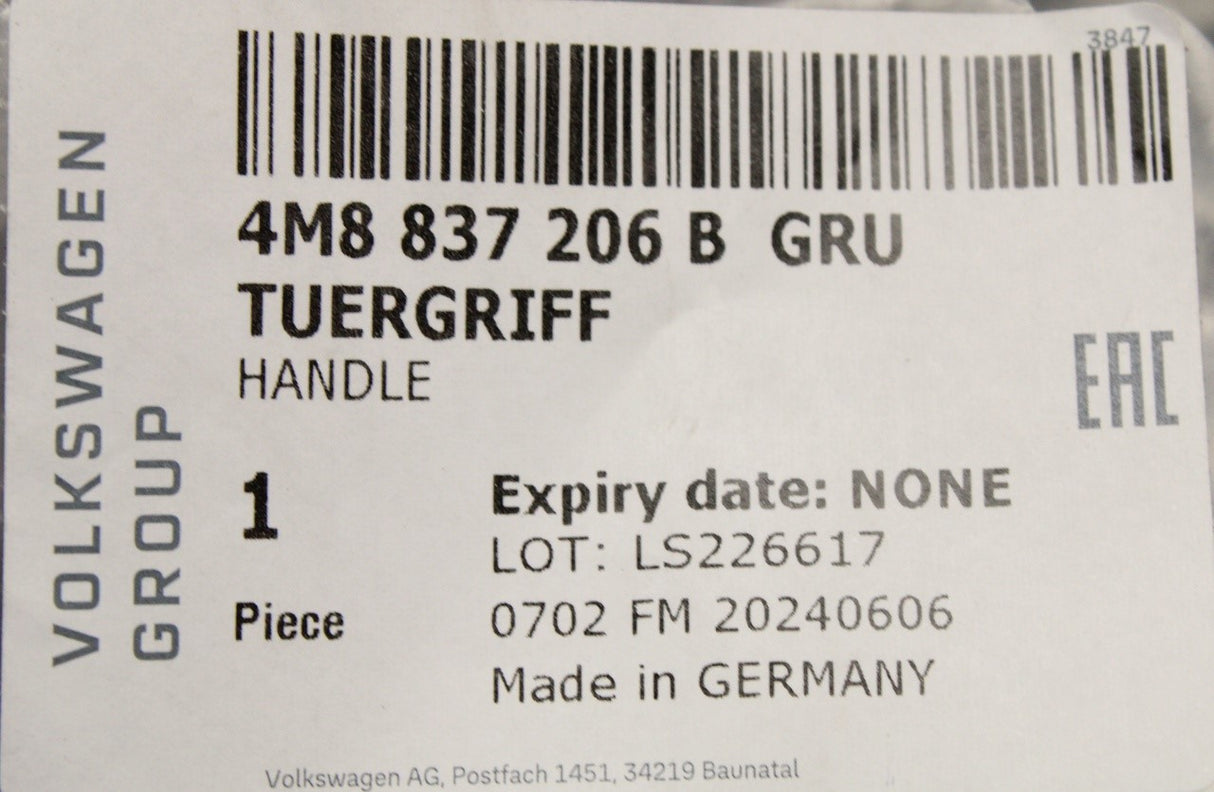 3847
4M8 837 206 B GRU
TUERGRIFF
HANDLE
EAC
1
Piece
Expiry date: NONE
LOT: LS226617
0702 FM 20240606
Made in GERMANY
Volkswagen AG, Postfach 1451, 34219 Baunatal
VOLKSWAGEN
GROUP